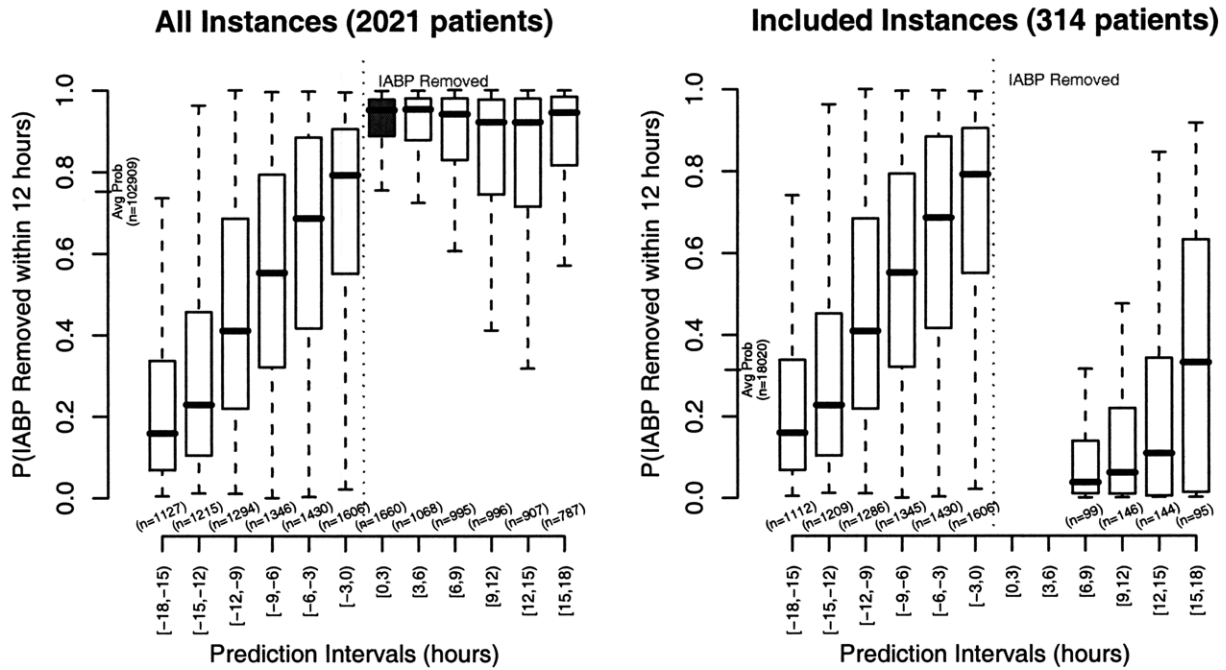 All Instances (2021 patients)
P(IABP Removed within 12 hours)
0.0
0.2
0.4
0.6
0.8
1.0
Avg Prob
(n=102909)
IABP Removed
(n=1127)
(n=1215)
(n=1294)
(n=1346)
(n=1430)
(n=1606)
(n=1660)
(n=1068)
(n=995)
(n=996)
(n=907)
(n=787)
[−18,−15)
[−15,−12)
[−12,−9)
[−9,−6)
[−6,−3)
[−3,0)
[0,3)
[3,6)
[6,9)
[9,12)
[12,15)
[15,18)
Prediction Intervals (hours)
Included Instances (314 patients)
P(IABP Removed within 12 hours)
0.0
0.2
0.4
0.6
0.8
1.0
Avg Prob
(n=18020)
IABP Removed
(n=1112)
(n=1209)
(n=1286)
(n=1345)
(n=1430)
(n=1606)
(n=99)
(n=146)
(n=144)
(n=95)
[−18,−15)
[−15,−12)
[−12,−9)
[−9,−6)
[−6,−3)
[−3,0)
[0,3)
[3,6)
[6,9)
[9,12)
[12,15)
[15,18)
Prediction Intervals (hours)